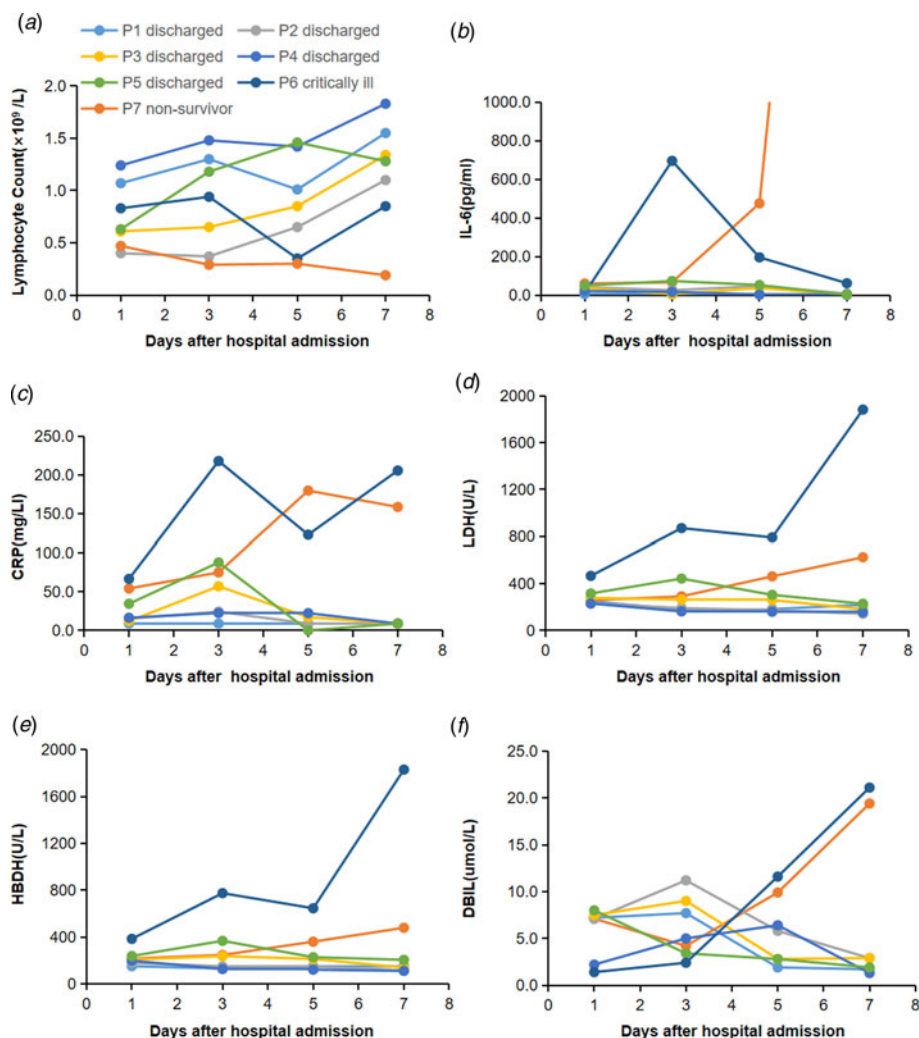 (a)
P1 discharged P2 discharged
P3 discharged P4 discharged
P5 discharged P6 critically ill
P7 non-survivor
Lymphocyte Count(×10⁹ /L)
2.0
1.5
1.0
0.5
0.0
0 1 2 3 4 5 6 7 8
Days after hospital admission
(b)
IL-6(pg/ml)
1000.0
800.0
600.0
400.0
200.0
0.0
0 1 2 3 4 5 6 7 8
Days after hospital admission
(c)
CRP(mg/LI)
250.0
200.0
150.0
100.0
50.0
0.0
0 1 2 3 4 5 6 7 8
Days after hospital admission
(d)
LDH(U/L)
2000
1600
1200
800
400
0
0 1 2 3 4 5 6 7 8
Days after hospital admission
(e)
HBDH(U/L)
2000
1600
1200
800
400
0
0 1 2 3 4 5 6 7 8
Days after hospital admission
(f)
DBIL(umol/L)
25.0
20.0
15.0
10.0
5.0
0.0
0 1 2 3 4 5 6 7 8
Days after hospital admission